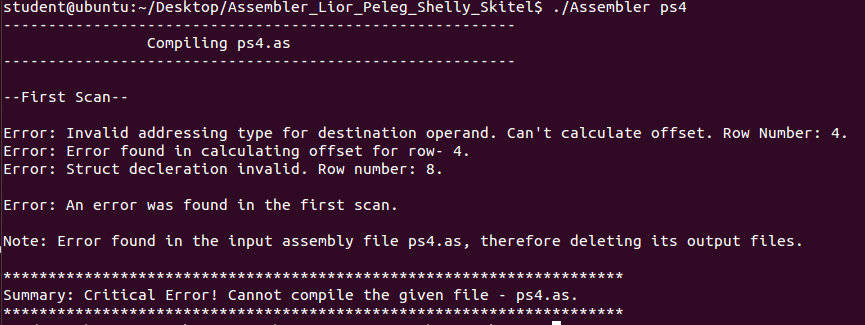 student@ubuntu:~/Desktop/Assembler_Lior_Peleg_Shelly_Skitel$ ./Assembler ps4
---------------------------------------------------------
Compiling ps4.as
---------------------------------------------------------
--First Scan--
Error: Invalid addressing type for destination operand. Can't calculate offset. Row Number: 4.
Error: Error found in calculating offset for row- 4.
Error: Struct decleration invalid. Row number: 8.
Error: An error was found in the first scan.
Note: Error found in the input assembly file ps4.as, therefore deleting its output files.
*********************************************************************
Summary: Critical Error! Cannot compile the given file - ps4.as.
*********************************************************************